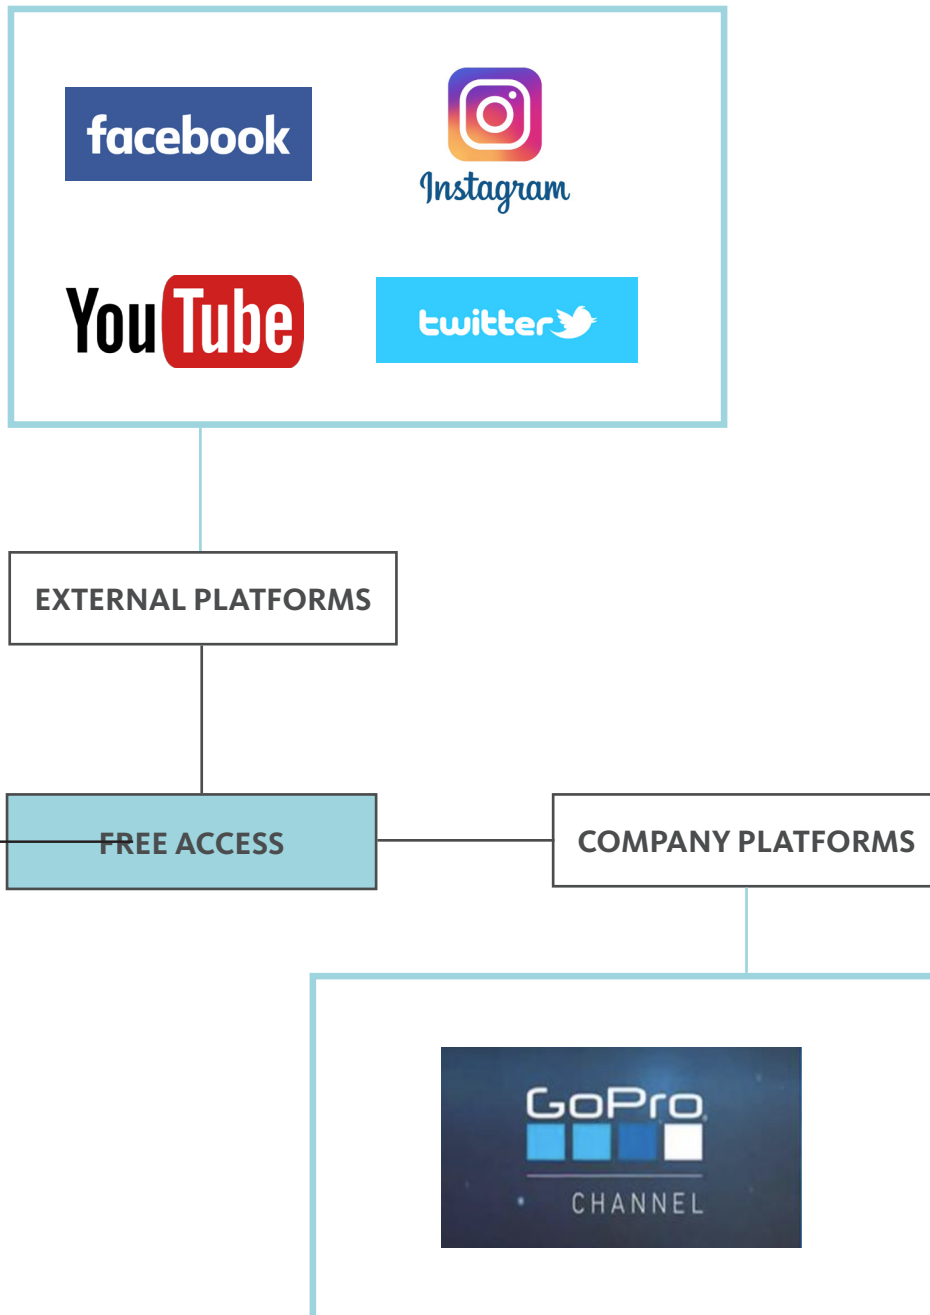 facebook
Instagram
YouTube
twitter
EXTERNAL PLATFORMS
FREE ACCESS
COMPANY PLATFORMS
GoPro
CHANNEL